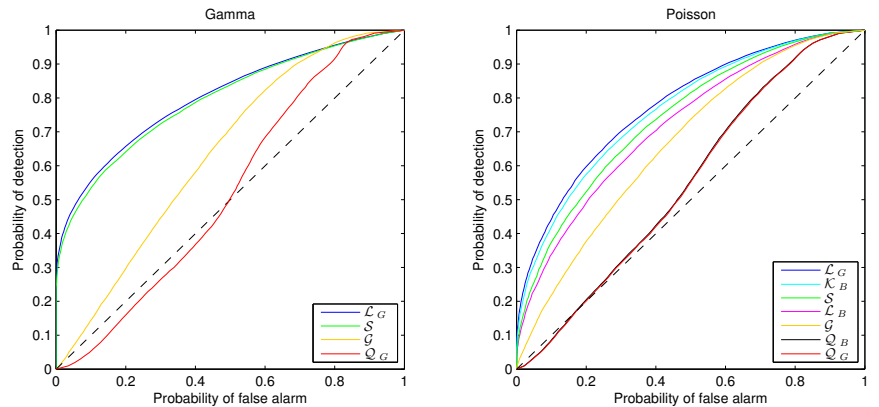 Gamma
1
0.9
0.8
0.7
0.6
0.5
0.4
0.3
0.2
0.1
0
0 0.2 0.4 0.6 0.8 1
Probability of detection
Probability of false alarm
ℒ G
𝒮
𝒢
𝒬 G
Poisson
1
0.9
0.8
0.7
0.6
0.5
0.4
0.3
0.2
0.1
0
0 0.2 0.4 0.6 0.8 1
Probability of detection
Probability of false alarm
ℒ G
𝒦 B
𝒮
ℒ B
𝒢
𝒬 B
𝒬 G